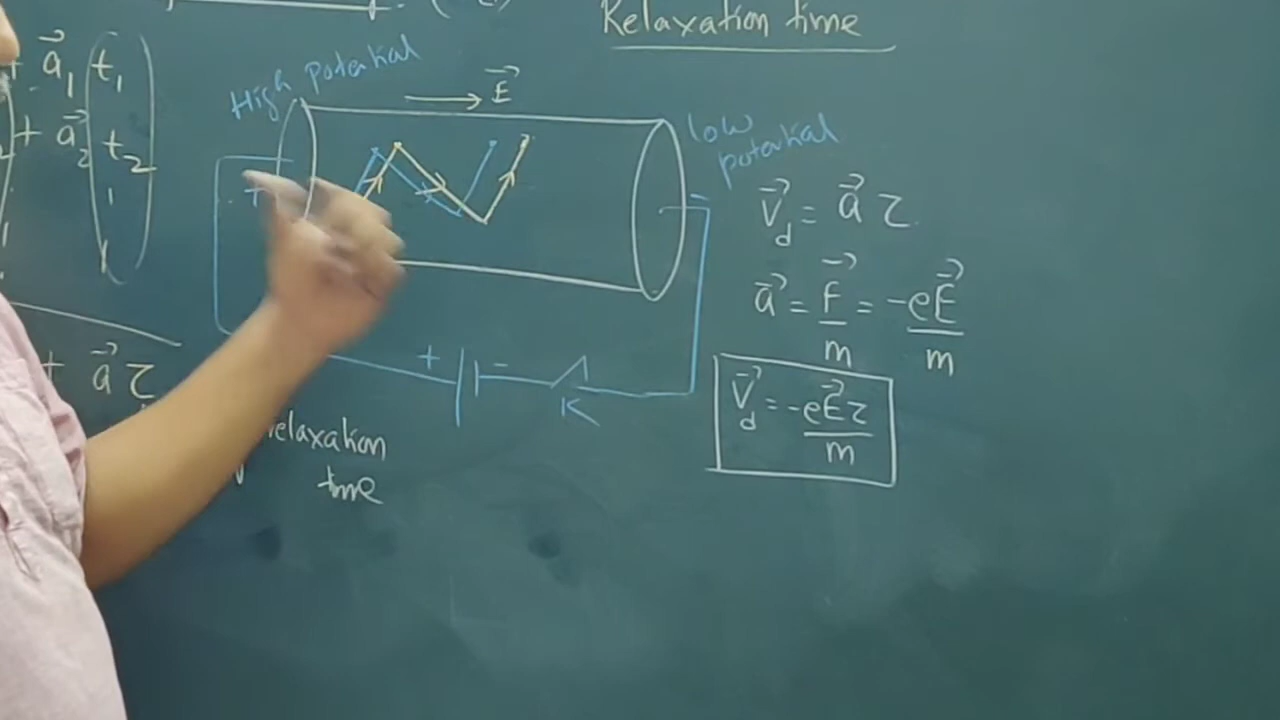 Relaxation time
+ a⃗₁ t₁
+ a⃗₂ t₂
+ a⃗ τ
relaxation
time
High potential
E⃗
low
potential
+
+ -
K
V⃗d = a⃗ τ
a⃗ = F⃗/m = -eE⃗/m
V⃗d = -eE⃗τ/m